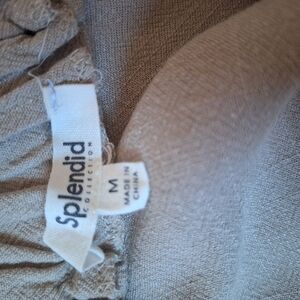 Splendid
COLLECTION
M
MADE IN
CHINA